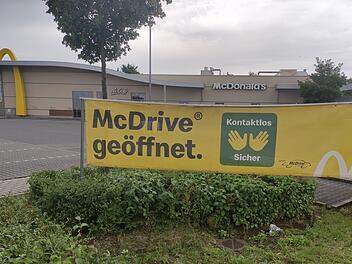 McDonald's
McDrive®
geöffnet.
Kontaktlos
Sicher